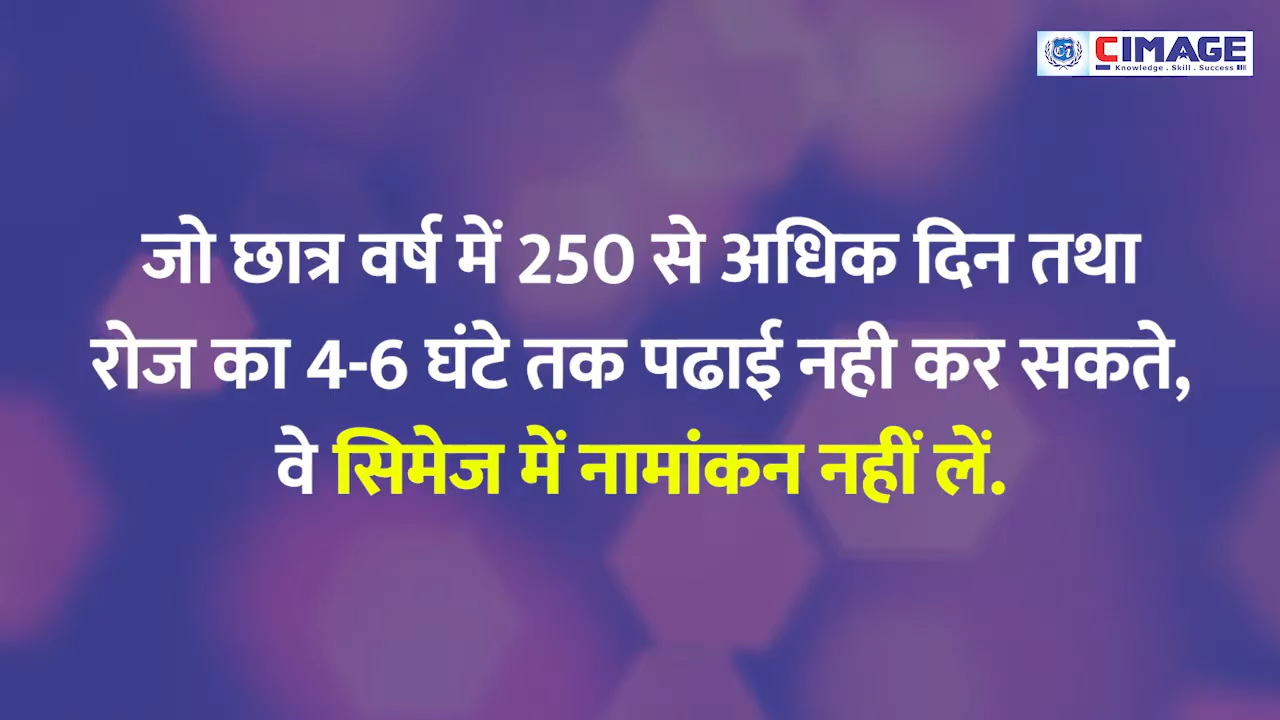 CIMAGE
Knowledge . Skill . Success
जो छात्र वर्ष में 250 से अधिक दिन तथा
रोज का 4-6 घंटे तक पढाई नही कर सकते,
वे सिमेज में नामांकन नहीं लें.